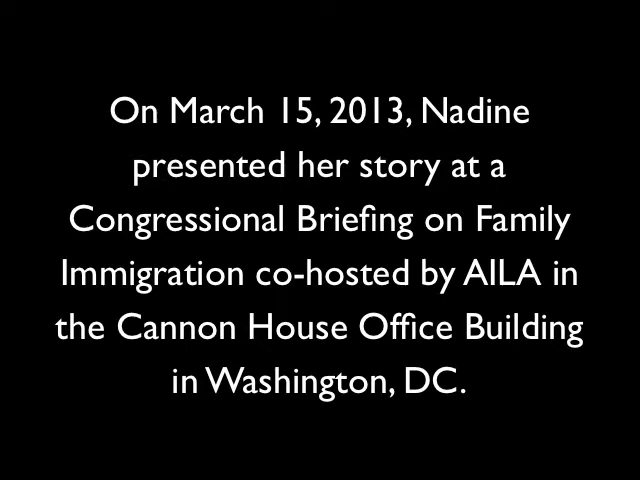 On March 15, 2013, Nadine
presented her story at a
Congressional Briefing on Family
Immigration co-hosted by AILA in
the Cannon House Office Building
in Washington, DC.